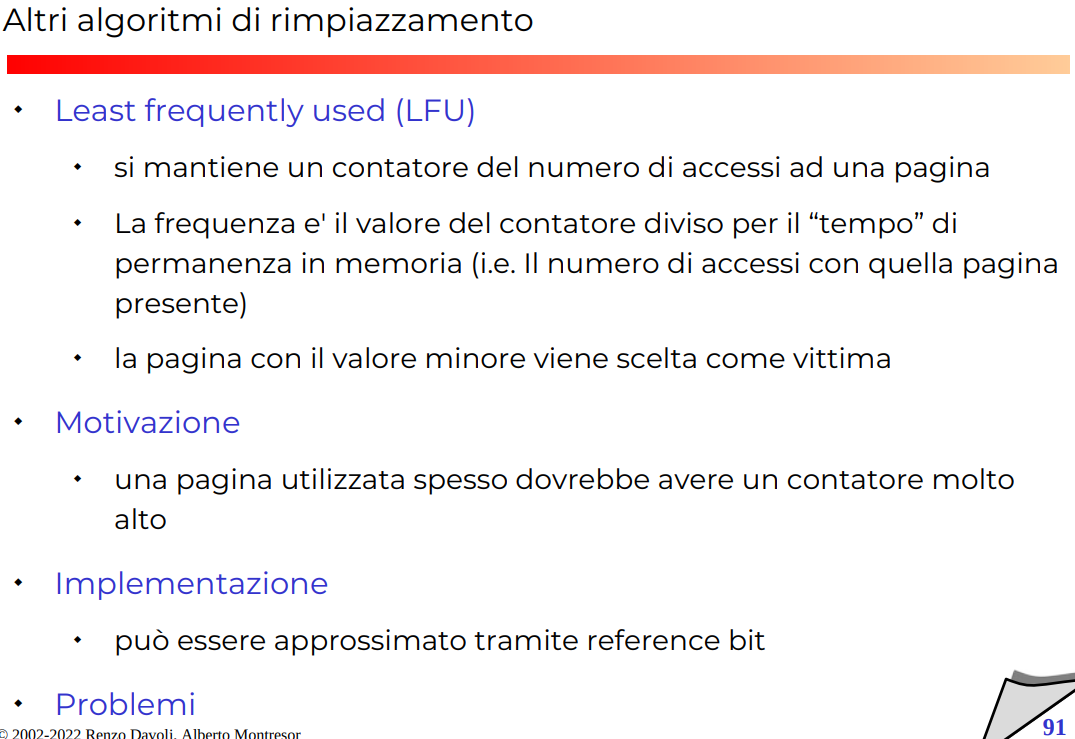 Altri algoritmi di rimpiazzamento
Least frequently used (LFU)
si mantiene un contatore del numero di accessi ad una pagina
La frequenza e' il valore del contatore diviso per il “tempo” di
permanenza in memoria (i.e. Il numero di accessi con quella pagina
presente)
la pagina con il valore minore viene scelta come vittima
Motivazione
una pagina utilizzata spesso dovrebbe avere un contatore molto
alto
Implementazione
può essere approssimato tramite reference bit
Problemi
© 2002-2022 Renzo Davoli, Alberto Montresor
91